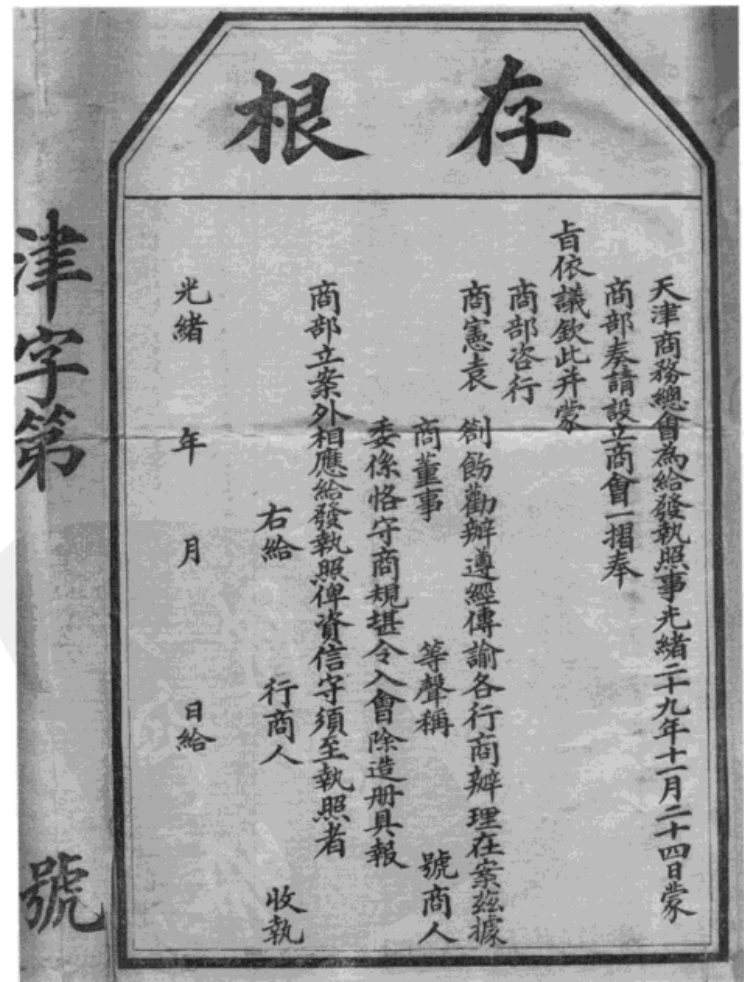 存根
天津商務總會為給發執照事光緒二十九年十一月二十四日蒙
商部奏請設立商會一摺奉
旨依議欽此并蒙
商部咨行
商憲袁 劄飭勸辦遵經傳諭各行商辦理在案茲據
商董事 等聲稱 號商人
委係恪守商規堪令入會除造册具報
商部立案外相應給發執照俾資信守須至執照者
右給 行商人 收執
光緒 年 月 日給
津字第 號